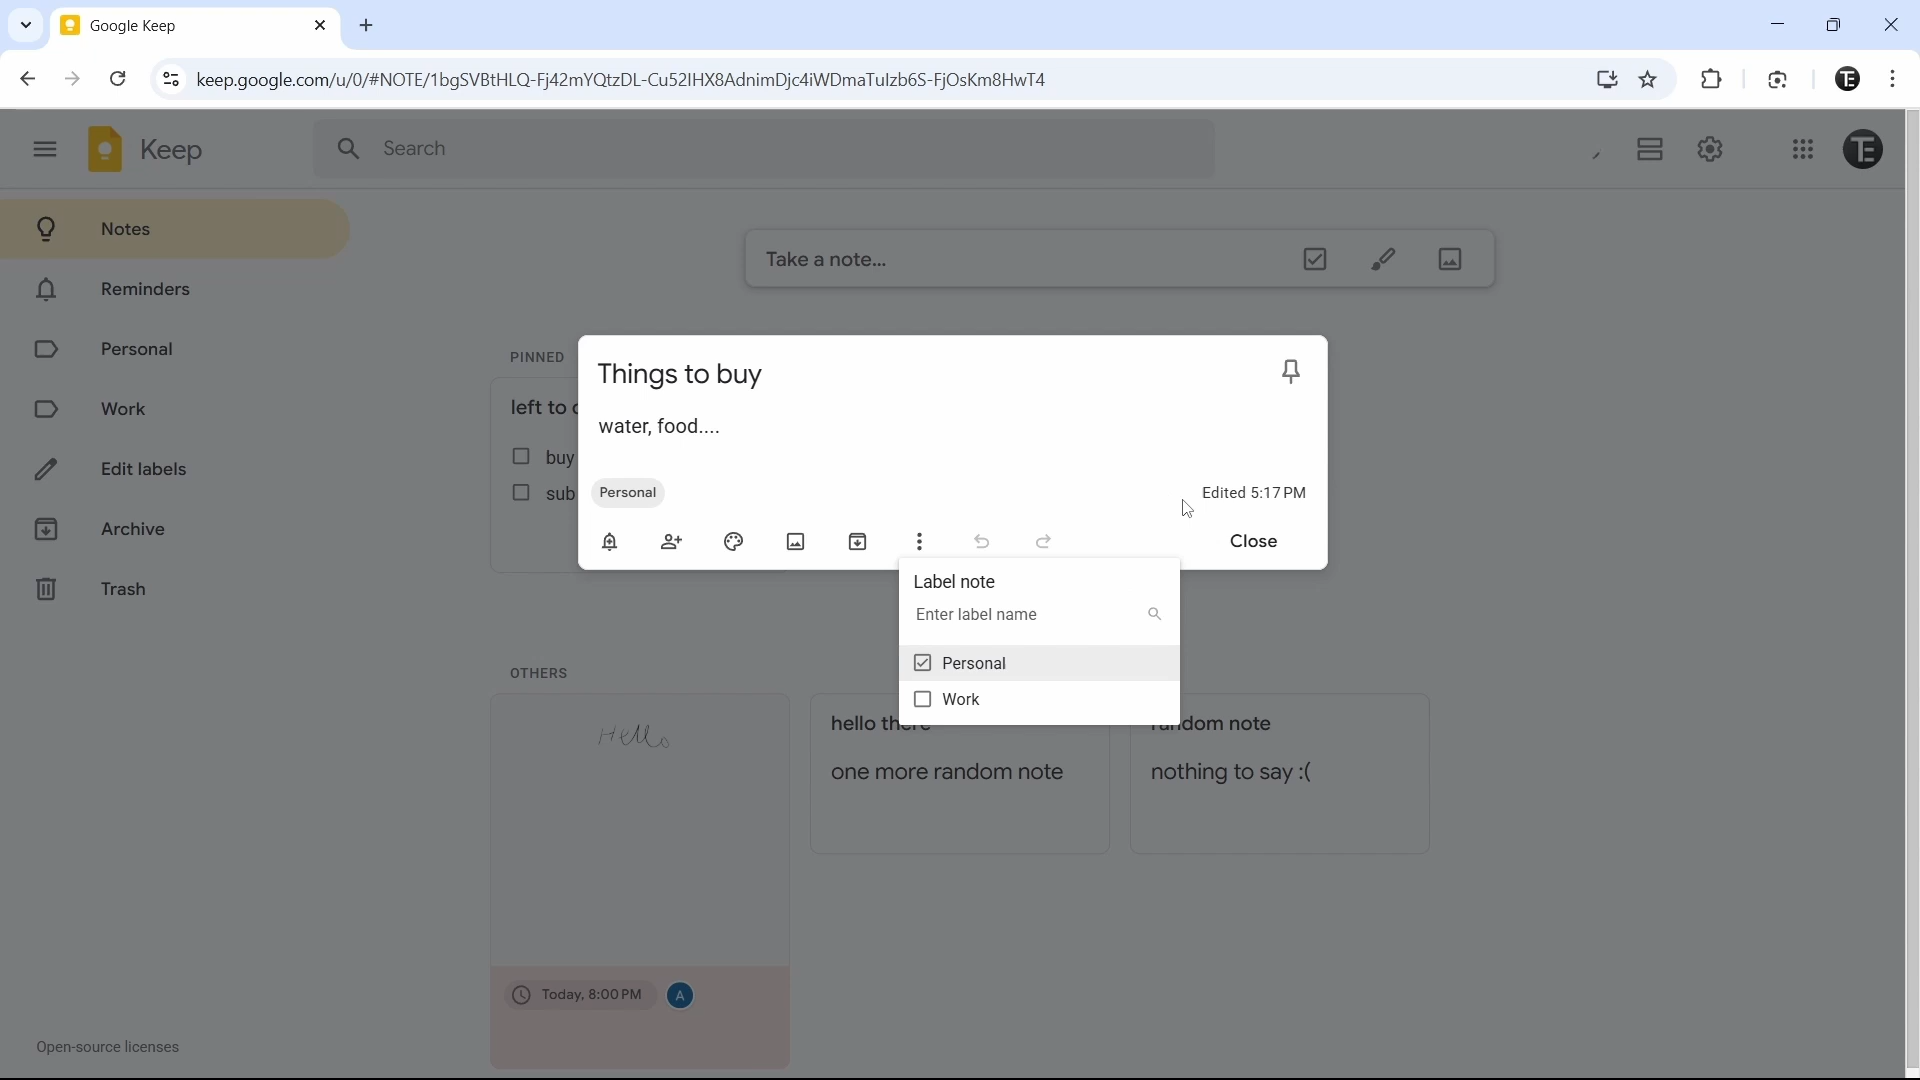 Google Keep
keep.google.com/u/0/#NOTE/1bgSVBtHLQ-Fj42mYQtzDL-Cu52IHX8AdnimDjc4iWDmaTulzb6S-FjOsKm8HwT4
Keep
Search
Notes
Reminders
Personal
Work
Edit labels
Archive
Trash
Open-source licenses
Take a note...
PINNED
left to
buy
sub
Things to buy
water, food....
Personal
Edited 5:17 PM
Close
Label note
Enter label name
Personal
Work
OTHERS
Hello
Today, 8:00 PM
A
hello there
one more random note
random note
nothing to say :(